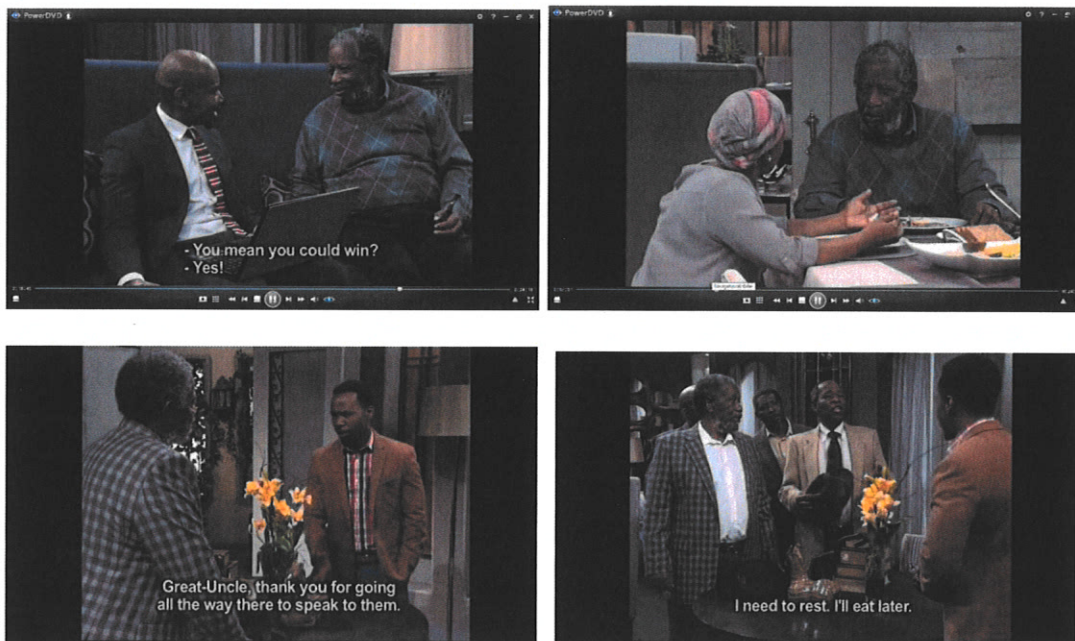 PowerDVD
PowerDVD
- You mean you could win?
- Yes!
Great-Uncle, thank you for going
all the way there to speak to them.
I need to rest. I'll eat later.